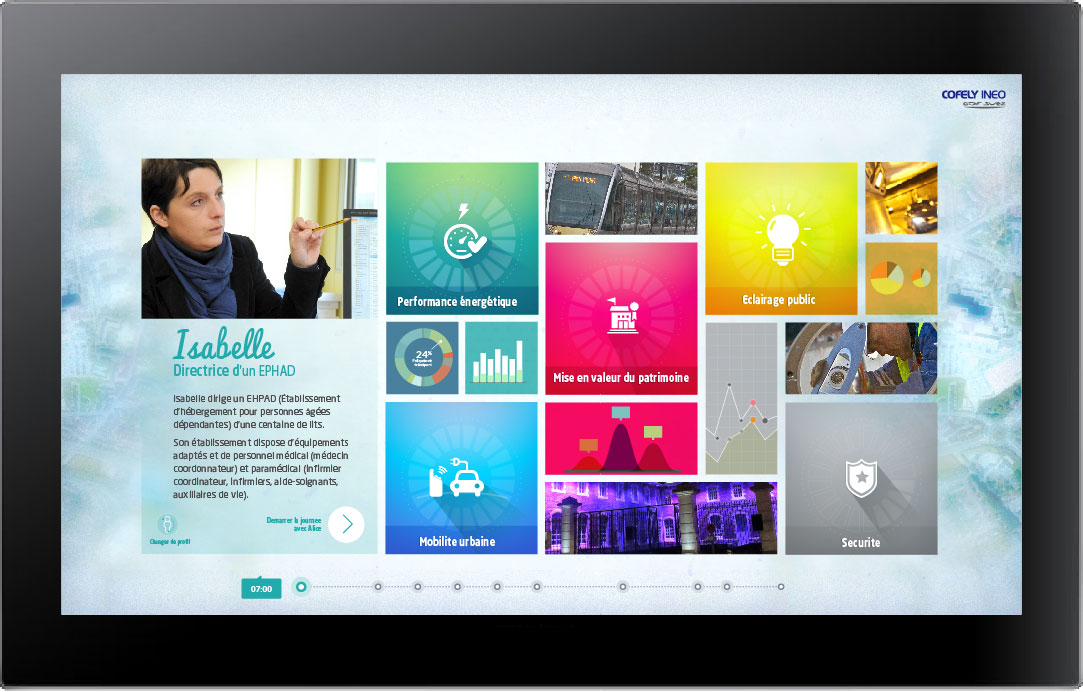 COFELY INEO
GDF SUEZ
Performance énergétique
Eclairage public
24%
Mise en valeur du patrimoine
Isabelle
Directrice d'un EPHAD
Isabelle dirige un EHPAD (Établissement
d'hébergement pour personnes âgées
dépendantes) d'une centaine de lits.
Son établissement dispose d'équipements
adaptés et de personnel médical (médecin
coordonnateur) et paramédical (infirmier
coordinateur, infirmiers, aide-soignants,
auxiliaires de vie).
Changer de profil
Demarrer la journee
avec Alice
Mobilite urbaine
Securite
07:00